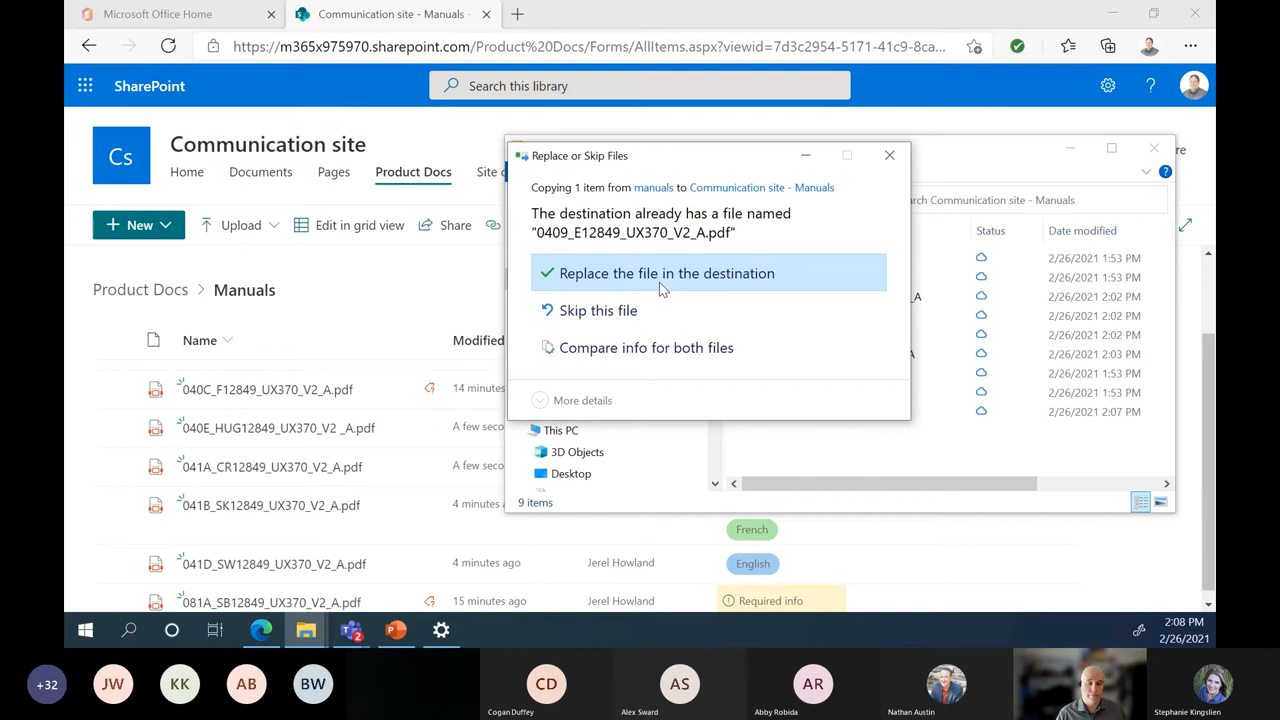 Microsoft Office Home
Communication site - Manuals -
https://m365x975970.sharepoint.com/Product%20Docs/Forms/AllItems.aspx?viewid=7d3c2954-5171-41c9-8ca...
SharePoint
Search this library
Cs
Communication site
Home
Documents
Pages
Product Docs
Site c
New
Upload
Edit in grid view
Share
Product Docs > Manuals
Name
Modified
040C_F12849_UX370_V2_A.pdf
14 minutes
040E_HUG12849_UX370_V2 _A.pdf
A few seco
041A_CR12849_UX370_V2_A.pdf
A few seco
041B_SK12849_UX370_V2_A.pdf
4 minutes
French
041D_SW12849_UX370_V2_A.pdf
4 minutes ago
Jerel Howland
English
081A_SB12849_UX370_V2_A.pdf
15 minutes ago
Jerel Howland
Required info
Replace or Skip Files
Copying 1 item from manuals to Communication site - Manuals
The destination already has a file named
"0409_E12849_UX370_V2_A.pdf"
Replace the file in the destination
Skip this file
Compare info for both files
More details
This PC
3D Objects
Desktop
9 items
re
rch Communication site - Manuals
Status
Date modified
2/26/2021 1:53 PM
2/26/2021 1:53 PM
_A
2/26/2021 2:02 PM
2/26/2021 2:02 PM
2/26/2021 2:02 PM
A
2/26/2021 2:03 PM
2/26/2021 1:53 PM
2/26/2021 1:53 PM
2/26/2021 2:07 PM
2
2:08 PM
2/26/2021
+32
JW
KK
AB
BW
CD
Cogan Duffey
AS
Alex Sward
AR
Abby Robida
Nathan Austin
Stephanie Kingslien